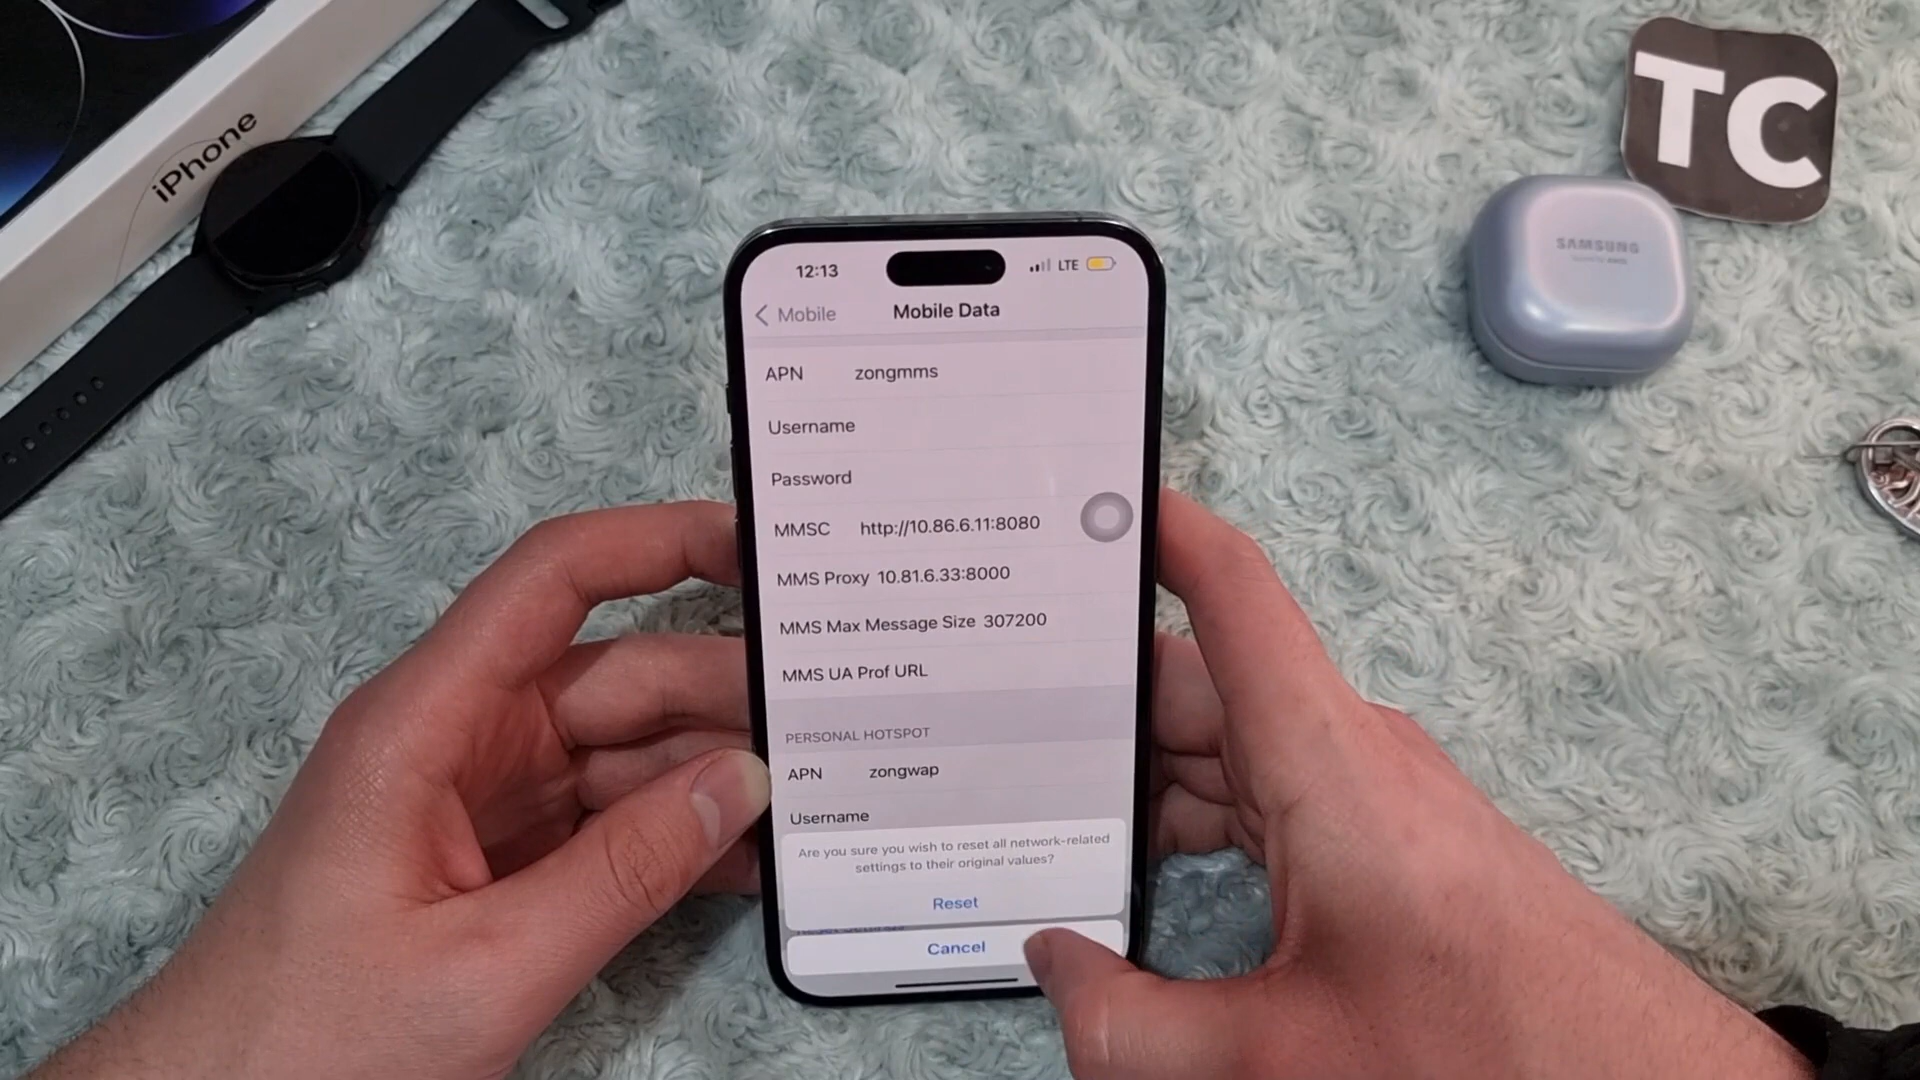 iPhone
TC
SAMSUNG
12:13
LTE
Mobile
Mobile Data
APN zongmms
Username
Password
MMSC http://10.86.6.11:8080
MMS Proxy 10.81.6.33:8000
MMS Max Message Size 307200
MMS UA Prof URL
PERSONAL HOTSPOT
APN zongwap
Username
Are you sure you wish to reset all network-related
settings to their original values?
Reset
Cancel